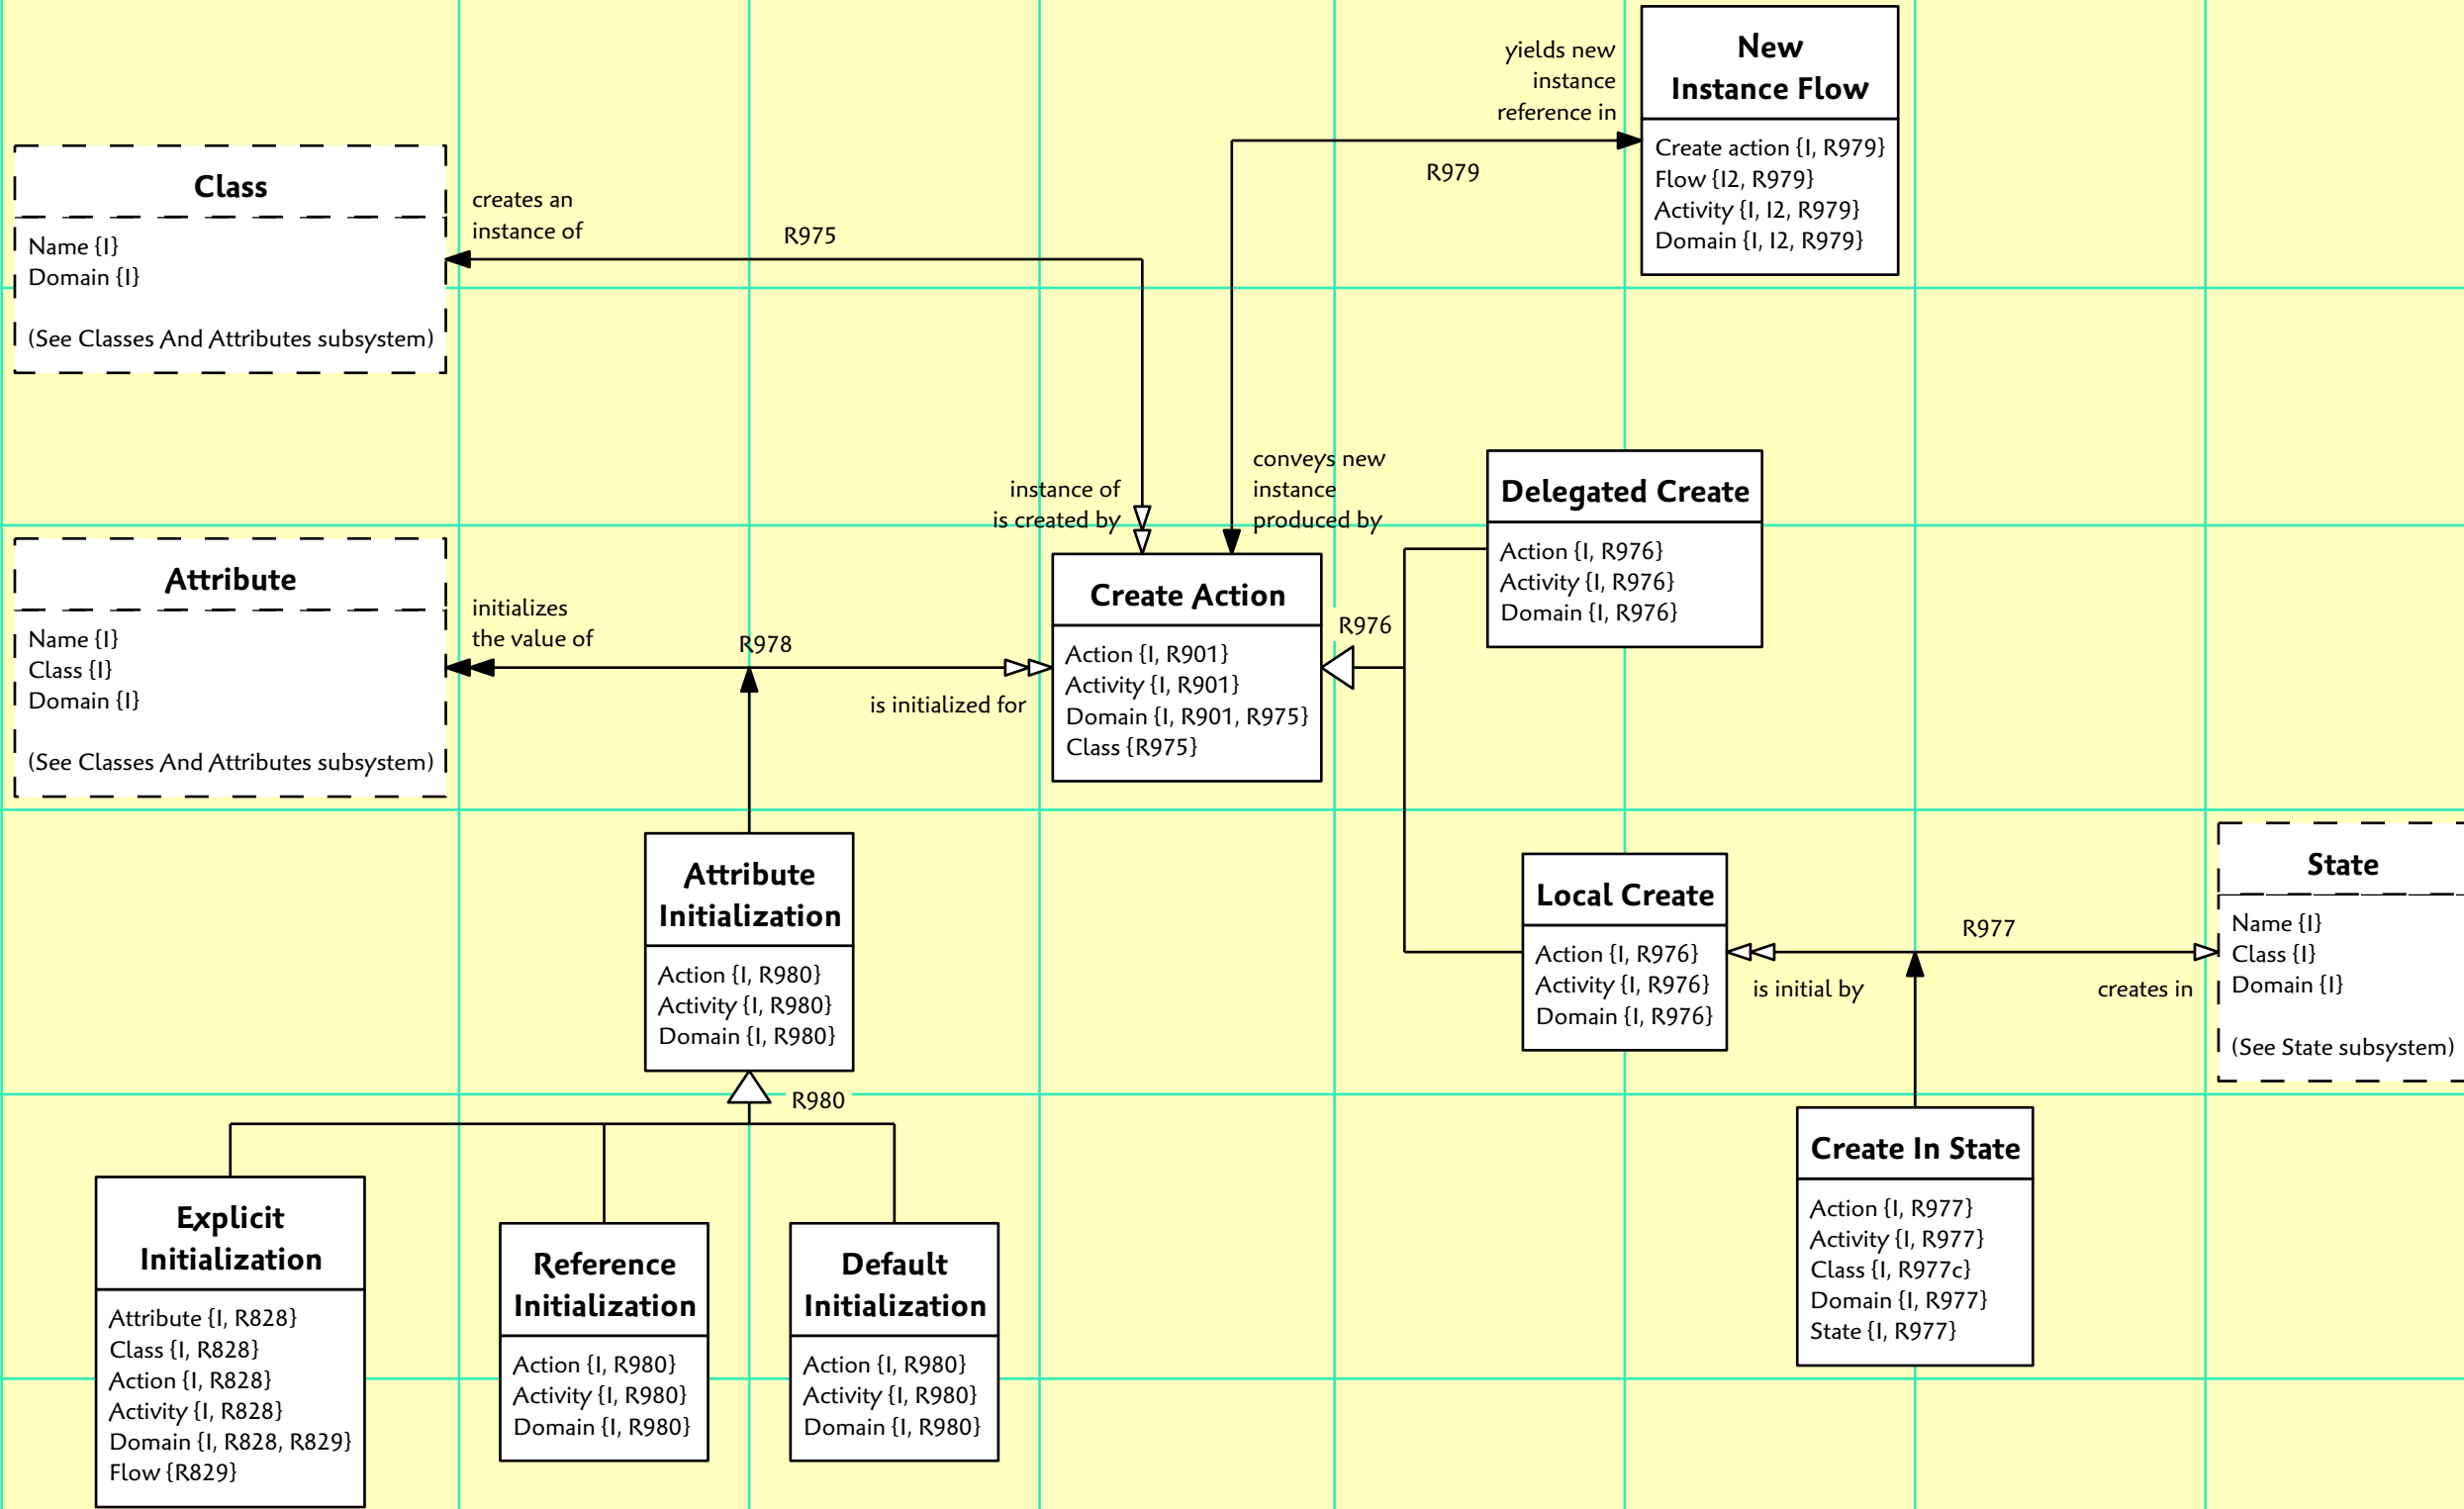 New
Instance Flow
Create action {I, R979}
Flow {I2, R979}
Activity {I, I2, R979}
Domain {I, I2, R979}
yields new
instance
reference in
R979
Class
Name {I}
Domain {I}
(See Classes And Attributes subsystem)
creates an
instance of
R975
instance of
is created by
conveys new
instance
produced by
Delegated Create
Action {I, R976}
Activity {I, R976}
Domain {I, R976}
Attribute
Name {I}
Class {I}
Domain {I}
(See Classes And Attributes subsystem)
initializes
the value of
R978
is initialized for
Create Action
Action {I, R901}
Activity {I, R901}
Domain {I, R901, R975}
Class {R975}
R976
Attribute
Initialization
Action {I, R980}
Activity {I, R980}
Domain {I, R980}
R980
Local Create
Action {I, R976}
Activity {I, R976}
Domain {I, R976}
R977
is initial by
creates in
State
Name {I}
Class {I}
Domain {I}
(See State subsystem)
Create In State
Action {I, R977}
Activity {I, R977}
Class {I, R977c}
Domain {I, R977}
State {I, R977}
Explicit
Initialization
Attribute {I, R828}
Class {I, R828}
Action {I, R828}
Activity {I, R828}
Domain {I, R828, R829}
Flow {R829}
Reference
Initialization
Action {I, R980}
Activity {I, R980}
Domain {I, R980}
Default
Initialization
Action {I, R980}
Activity {I, R980}
Domain {I, R980}